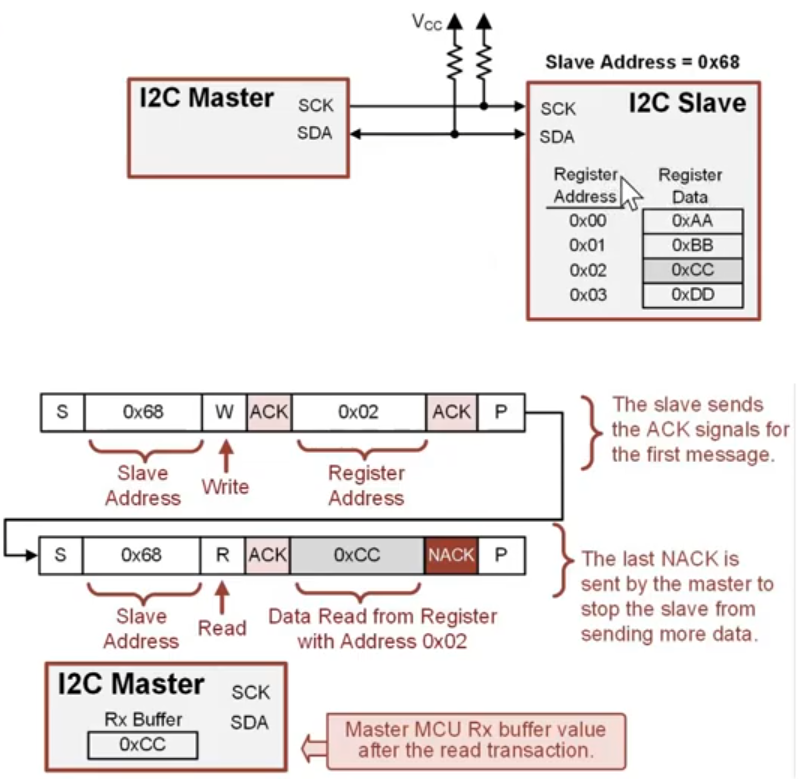 VCC
Slave Address = 0x68
I2C Master
SCK
SDA
I2C Slave
SCK
SDA
Register Address
Register Data
0x00 0xAA
0x01 0xBB
0x02 0xCC
0x03 0xDD
S 0x68 W ACK 0x02 ACK P
Slave Address
Write
Register Address
The slave sends
the ACK signals for
the first message.
S 0x68 R ACK 0xCC NACK P
Slave Address
Read
Data Read from Register
with Address 0x02
The last NACK is
sent by the master to
stop the slave from
sending more data.
I2C Master
SCK
SDA
Rx Buffer
0xCC
Master MCU Rx buffer value
after the read transaction.